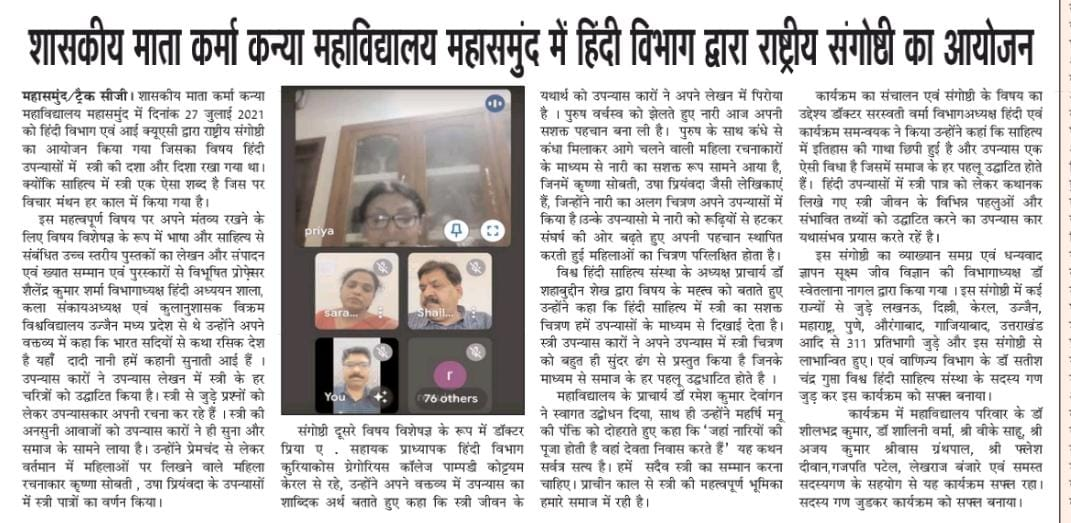 शासकीय माता कर्मा कन्या महाविद्यालय महासमुंद में हिंदी विभाग द्वारा राष्ट्रीय संगोष्ठी का आयोजन
महासमुंद/ट्रैक सीजी। शासकीय माता कर्मा कन्या
महाविद्यालय महासमुंद में दिनांक 27 जुलाई 2021
को हिंदी विभाग एवं आई क्यूएसी द्वारा राष्ट्रीय संगोष्ठी
का आयोजन किया गया जिसका विषय हिंदी
उपन्यासों में स्त्री की दशा और दिशा रखा गया था।
क्योंकि साहित्य में स्त्री एक ऐसा शब्द है जिस पर
विचार मंथन हर काल में किया गया है।
इस महत्वपूर्ण विषय पर अपने मंतव्य रखने के
लिए विषय विशेषज्ञ के रूप में भाषा और साहित्य से
संबंधित उच्च स्तरीय पुस्तकों का लेखन और संपादन
एवं ख्यात सम्मान एवं पुरस्कारों से विभूषित प्रोफेसर
शैलेंद्र कुमार शर्मा विभागाध्यक्ष हिंदी अध्ययन शाला,
कला संकायअध्यक्ष एवं कुलानुशासक विक्रम
विश्वविद्यालय उज्जैन मध्य प्रदेश से थे उन्होंने अपने
वक्तव्य में कहा कि भारत सदियों से कथा रसिक देश
है यहाँ दादी नानी हमें कहानी सुनाती आई हैं ।
उपन्यास कारों ने उपन्यास लेखन में स्त्री के हर
चरित्रों को उद्घाटित किया है। स्त्री से जुड़े प्रश्नों को
लेकर उपन्यासकार अपनी रचना कर रहे हैं । स्त्री की
अनसुनी आवाजों को उपन्यास कारों ने ही सुना और
समाज के सामने लाया है। उन्होंने प्रेमचंद से लेकर
वर्तमान में महिलाओं पर लिखने वाले महिला
रचनाकार कृष्णा सोबती , उषा प्रियंवदा के उपन्यासों
में स्त्री पात्रों का वर्णन किया।
priya
sara...
Shail...
You
r
76 others
संगोष्ठी दूसरे विषय विशेषज्ञ के रूप में डॉक्टर
प्रिया ए . सहायक प्राध्यापक हिंदी विभाग
कुरियाकोस ग्रेगोरियस कॉलेज पाम्पडी कोट्टयम
केरल से रहे, उन्होंने अपने वक्तव्य में उपन्यास का
शाब्दिक अर्थ बताते हुए कहा कि स्त्री जीवन के
यथार्थ को उपन्यास कारों ने अपने लेखन में पिरोया
है । पुरुष वर्चस्व को झेलते हुए नारी आज अपनी
सशक्त पहचान बना ली है। पुरुष के साथ कंधे से
कंधा मिलाकर आगे चलने वाली महिला रचनाकारों
के माध्यम से नारी का सशक्त रूप सामने आया है,
जिनमें कृष्णा सोबती, उषा प्रियंवदा जैसी लेखिकाएं
हैं, जिन्होंने नारी का अलग चित्रण अपने उपन्यासों में
किया है।उनके उपन्यासो मे नारी को रूढ़ियों से हटकर
संघर्ष की ओर बढ़ते हुए अपनी पहचान स्थापित
करती हुई महिलाओं का चित्रण परिलक्षित होता है।
विश्व हिंदी साहित्य संस्था के अध्यक्ष प्राचार्य डॉ
शहाबुद्दीन शेख द्वारा विषय के महत्व को बताते हुए
उन्होंने कहा कि हिंदी साहित्य में स्त्री का सशक्त
चित्रण हमें उपन्यासों के माध्यम से दिखाई देता है।
स्त्री उपन्यास कारों ने अपने उपन्यास में स्त्री चित्रण
को बहुत ही सुंदर ढंग से प्रस्तुत किया है जिनके
माध्यम से समाज के हर पहलू उद्घाटित होते है ।
महाविद्यालय के प्राचार्य डॉ रमेश कुमार देवांगन
ने स्वागत उद्बोधन दिया, साथ ही उन्होंने महर्षि मनु
की पंक्ति को दोहराते हुए कहा कि 'जहां नारियों की
पूजा होती है वहां देवता निवास करते हैं' यह कथन
सर्वत्र सत्य है। हमें सदैव स्त्री का सम्मान करना
चाहिए। प्राचीन काल से स्त्री की महत्वपूर्ण भूमिका
हमारे समाज में रही है।
कार्यक्रम का संचालन एवं संगोष्ठी के विषय का
उद्देश्य डॉक्टर सरस्वती वर्मा विभागअध्यक्ष हिंदी एवं
कार्यक्रम समन्वयक ने किया उन्होंने कहा कि साहित्य
में इतिहास की गाथा छिपी हुई है और उपन्यास एक
ऐसी विधा है जिसमें समाज के हर पहलू उद्घाटित होते
हैं। हिंदी उपन्यासों में स्त्री पात्र को लेकर कथानक
लिखे गए स्त्री जीवन के विभिन्न पहलुओं और
संभावित तथ्यों को उद्घाटित करने का उपन्यास कार
यथासंभव प्रयास करते रहें है।
इस संगोष्ठी का व्याख्यान समग्र एवं धन्यवाद
ज्ञापन सूक्ष्म जीव विज्ञान की विभागाध्यक्ष डॉ
स्वेतलाना नागल द्वारा किया गया । इस संगोष्ठी में कई
राज्यों से जुड़े लखनऊ, दिल्ली, केरल, उज्जैन,
महाराष्ट्र, पुणे, औरंगाबाद, गाजियाबाद, उत्तराखंड
आदि से 311 प्रतिभागी जुड़े और इस संगोष्ठी से
लाभान्वित हुए। एवं वाणिज्य विभाग के डॉ सतीश
चंद्र गुप्ता विश्व हिंदी साहित्य संस्था के सदस्य गण
जुड़ कर इस कार्यक्रम को सफल बनाया।
कार्यक्रम में महाविद्यालय परिवार के डॉ
शीलभद्र कुमार, डॉ शालिनी वर्मा, श्री वीके साहू, श्री
अजय कुमार श्रीवास ग्रंथपाल, श्री फ्लेश
दीवान,गजपति पटेल, लेखराज बंजारे एवं समस्त
सदस्यगण के सहयोग से यह कार्यक्रम सफल रहा।
सदस्य गण जुडकर कार्यक्रम को सफल बनाया।